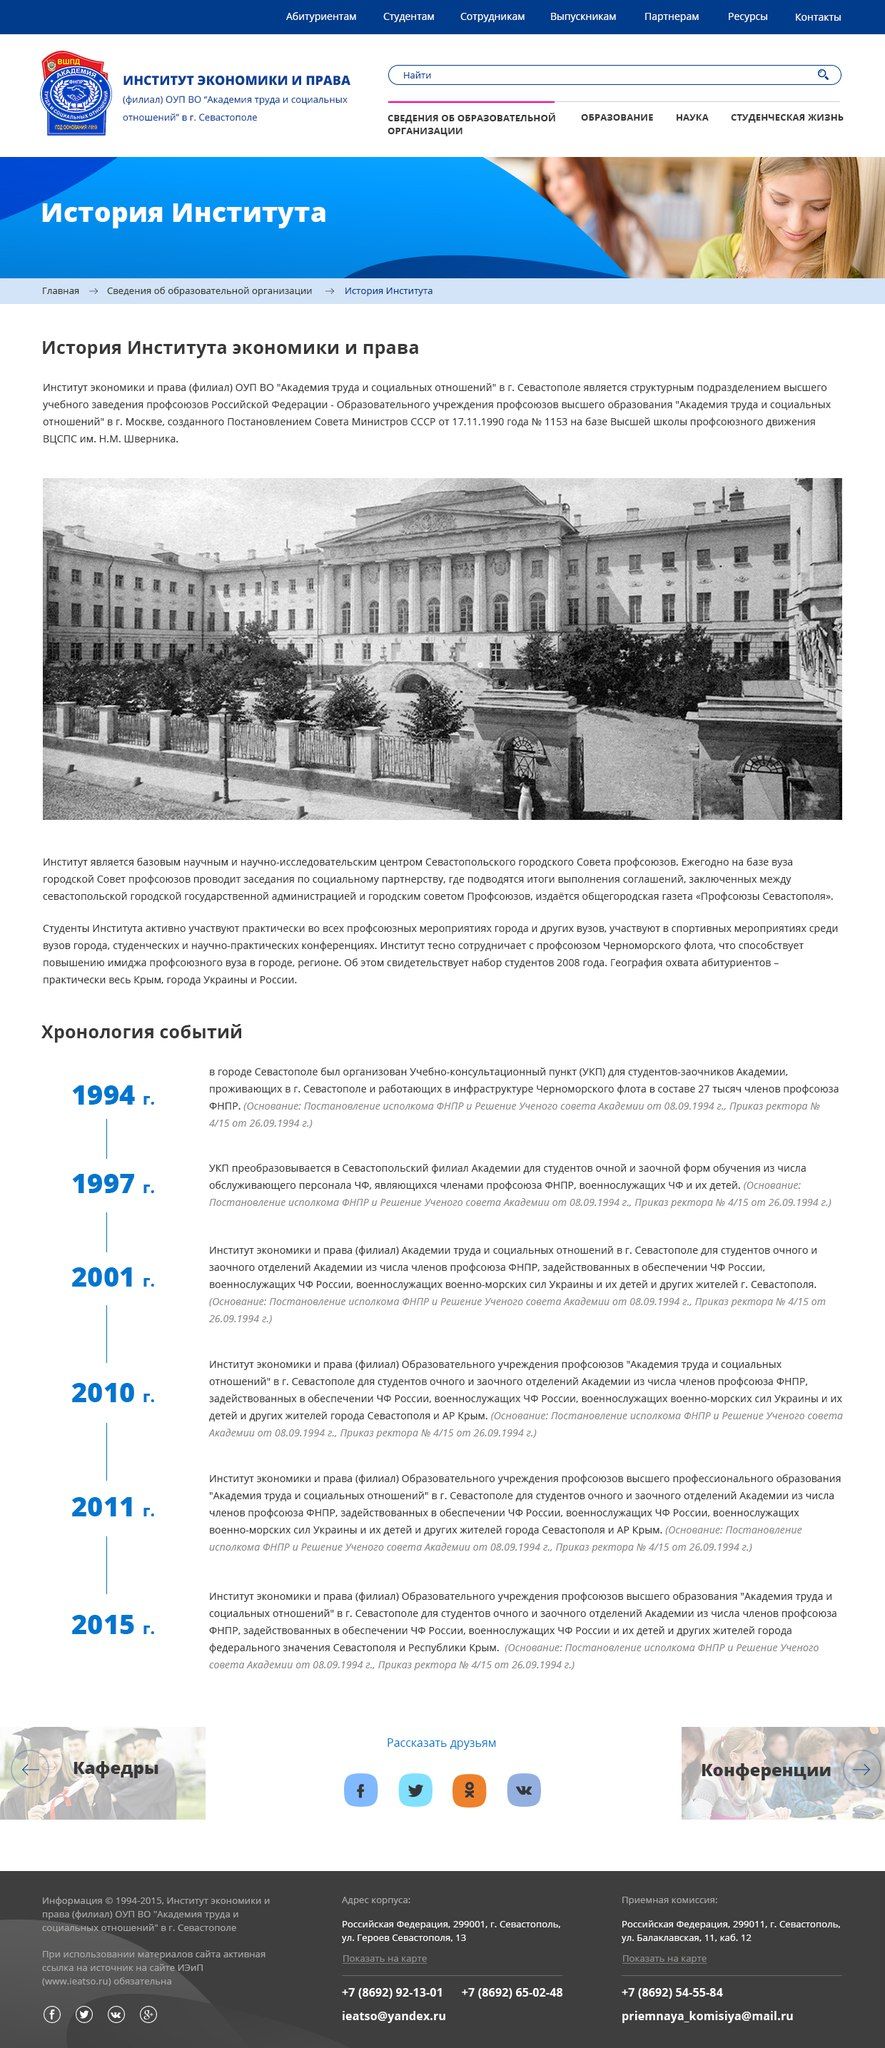 Абитуриентам Студентам Сотрудникам Выпускникам Партнерам Ресурсы Контакты
ВШПД
АКАДЕМИЯ
ФНПР
ТРУДА И СОЦИАЛЬНЫХ ОТНОШЕНИЙ
ГОД ОСНОВАНИЯ 1919
ИНСТИТУТ ЭКОНОМИКИ И ПРАВА
(филиал) ОУП ВО "Академия труда и социальных
отношений" в г. Севастополе
Найти
СВЕДЕНИЯ ОБ ОБРАЗОВАТЕЛЬНОЙ
ОРГАНИЗАЦИИ
ОБРАЗОВАНИЕ
НАУКА
СТУДЕНЧЕСКАЯ ЖИЗНЬ
История Института
Главная → Сведения об образовательной организации → История Института
История Института экономики и права
Институт экономики и права (филиал) ОУП ВО "Академия труда и социальных отношений" в г. Севастополе является структурным подразделением высшего
учебного заведения профсоюзов Российской Федерации - Образовательного учреждения профсоюзов высшего образования "Академия труда и социальных
отношений" в г. Москве, созданного Постановлением Совета Министров СССР от 17.11.1990 года № 1153 на базе Высшей школы профсоюзного движения
ВЦСПС им. Н.М. Шверника.
Институт является базовым научным и научно-исследовательским центром Севастопольского городского Совета профсоюзов. Ежегодно на базе вуза
городской Совет профсоюзов проводит заседания по социальному партнерству, где подводятся итоги выполнения соглашений, заключенных между
севастопольской городской государственной администрацией и городским советом Профсоюзов, издаётся общегородская газета «Профсоюзы Севастополя».
Студенты Института активно участвуют практически во всех профсоюзных мероприятиях города и других вузов, участвуют в спортивных мероприятиях среди
вузов города, студенческих и научно-практических конференциях. Институт тесно сотрудничает с профсоюзом Черноморского флота, что способствует
повышению имиджа профсоюзного вуза в городе, регионе. Об этом свидетельствует набор студентов 2008 года. География охвата абитуриентов –
практически весь Крым, города Украины и России.
Хронология событий
1994 г.
в городе Севастополе был организован Учебно-консультационный пункт (УКП) для студентов-заочников Академии,
проживающих в г. Севастополе и работающих в инфраструктуре Черноморского флота в составе 27 тысяч членов профсоюза
ФНПР. (Основание: Постановление исполкома ФНПР и Решение Ученого совета Академии от 08.09.1994 г., Приказ ректора №
4/15 от 26.09.1994 г.)
1997 г.
УКП преобразовывается в Севастопольский филиал Академии для студентов очной и заочной форм обучения из числа
обслуживающего персонала ЧФ, являющихся членами профсоюза ФНПР, военнослужащих ЧФ и их детей. (Основание:
Постановление исполкома ФНПР и Решение Ученого совета Академии от 08.09.1994 г., Приказ ректора № 4/15 от 26.09.1994 г.)
2001 г.
Институт экономики и права (филиал) Академии труда и социальных отношений в г. Севастополе для студентов очного и
заочного отделений Академии из числа членов профсоюза ФНПР, задействованных в обеспечении ЧФ России,
военнослужащих ЧФ России, военнослужащих военно-морских сил Украины и их детей и других жителей г. Севастополя.
(Основание: Постановление исполкома ФНПР и Решение Ученого совета Академии от 08.09.1994 г., Приказ ректора № 4/15 от
26.09.1994 г.)
2010 г.
Институт экономики и права (филиал) Образовательного учреждения профсоюзов "Академия труда и социальных
отношений" в г. Севастополе для студентов очного и заочного отделений Академии из числа членов профсоюза ФНПР,
задействованных в обеспечении ЧФ России, военнослужащих ЧФ России, военнослужащих военно-морских сил Украины и их
детей и других жителей города Севастополя и АР Крым. (Основание: Постановление исполкома ФНПР и Решение Ученого совета
Академии от 08.09.1994 г., Приказ ректора № 4/15 от 26.09.1994 г.)
2011 г.
Институт экономики и права (филиал) Образовательного учреждения профсоюзов высшего профессионального образования
"Академия труда и социальных отношений" в г. Севастополе для студентов очного и заочного отделений Академии из числа
членов профсоюза ФНПР, задействованных в обеспечении ЧФ России, военнослужащих ЧФ России, военнослужащих
военно-морских сил Украины и их детей и других жителей города Севастополя и АР Крым. (Основание: Постановление
исполкома ФНПР и Решение Ученого совета Академии от 08.09.1994 г., Приказ ректора № 4/15 от 26.09.1994 г.)
2015 г.
Институт экономики и права (филиал) Образовательного учреждения профсоюзов высшего образования "Академия труда и
социальных отношений" в г. Севастополе для студентов очного и заочного отделений Академии из числа членов профсоюза
ФНПР, задействованных в обеспечении ЧФ России, военнослужащих ЧФ России и их детей и других жителей города
федерального значения Севастополя и Республики Крым. (Основание: Постановление исполкома ФНПР и Решение Ученого
совета Академии от 08.09.1994 г., Приказ ректора № 4/15 от 26.09.1994 г.)
Кафедры
Рассказать друзьям
Конференции
Информация © 1994-2015, Институт экономики и
права (филиал) ОУП ВО "Академия труда и
социальных отношений" в г. Севастополе
При использовании материалов сайта активная
ссылка на источник на сайте ИЭиП
(www.ieatso.ru) обязательна
Адрес корпуса:
Российская Федерация, 299001, г. Севастополь,
ул. Героев Севастополя, 13
Показать на карте
+7 (8692) 92-13-01 +7 (8692) 65-02-48
ieatso@yandex.ru
Приемная комиссия:
Российская Федерация, 299011, г. Севастополь,
ул. Балаклавская, 11, каб. 12
Показать на карте
+7 (8692) 54-55-84
priemnaya_komisiya@mail.ru